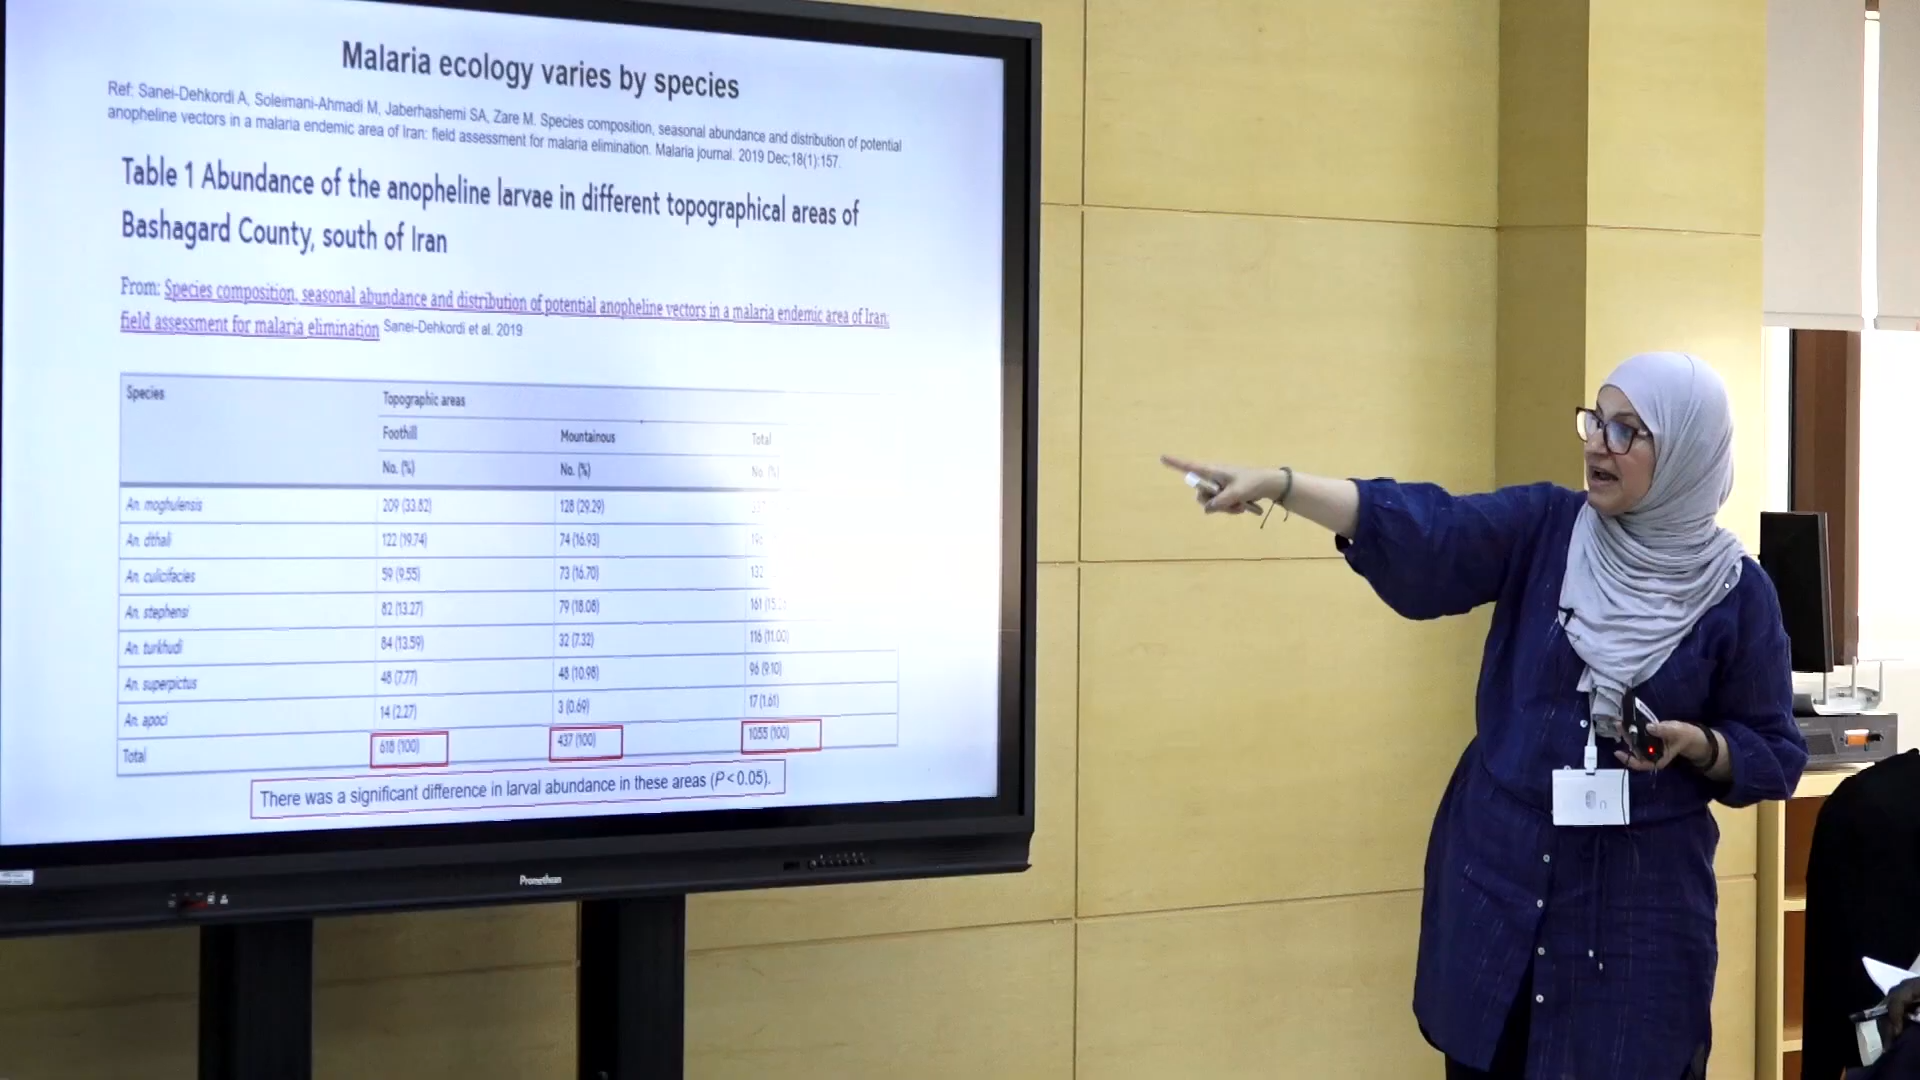 Malaria ecology varies by species
Ref: Sanei-Dehkordi A, Soleimani-Ahmadi M, Jaberhashemi SA, Zare M. Species composition, seasonal abundance and distribution of potential
anopheline vectors in a malaria endemic area of Iran: field assessment for malaria elimination. Malaria journal. 2019 Dec;18(1):157.
Table 1 Abundance of the anopheline larvae in different topographical areas of
Bashagard County, south of Iran
From: Species composition, seasonal abundance and distribution of potential anopheline vectors in a malaria endemic area of Iran:
field assessment for malaria elimination Sanei-Dehkordi et al. 2019
Species Topographic areas
Foothill Mountainous Total
No. (%) No. (%) No. (%)
An. moghulensis 209 (33.82) 128 (29.29)
An. dthali 122 (19.74) 74 (16.93)
An. culicifacies 59 (9.55) 73 (16.70) 132
An. stephensi 82 (13.27) 79 (18.08) 161
An. turkhudi 84 (13.59) 32 (7.32) 116 (11.00)
An. superpictus 48 (7.77) 48 (10.98) 96 (9.10)
An. apoci 14 (2.27) 3 (0.69) 17 (1.61)
Total 618 (100) 437 (100) 1055 (100)
There was a significant difference in larval abundance in these areas (P<0.05).
Promethean